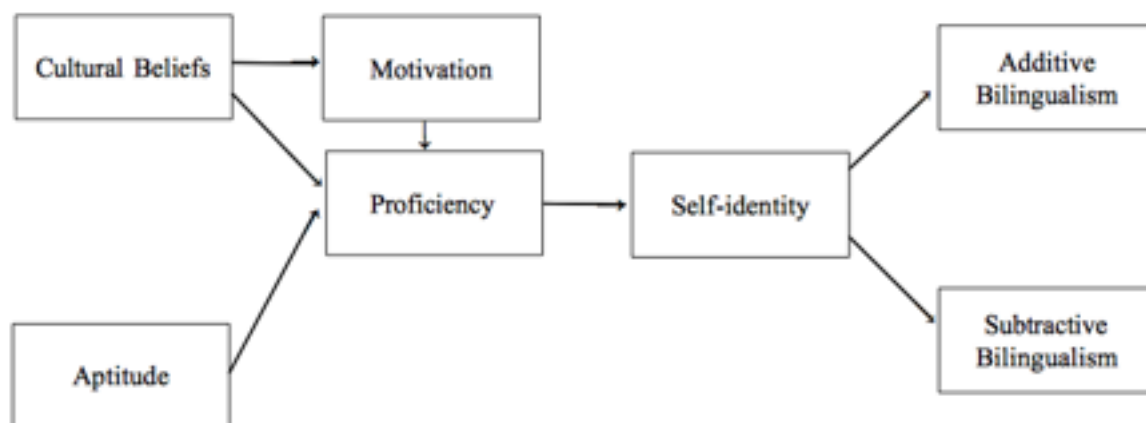 Cultural Beliefs
Motivation
Additive
Bilingualism
Proficiency
Self-identity
Aptitude
Subtractive
Bilingualism